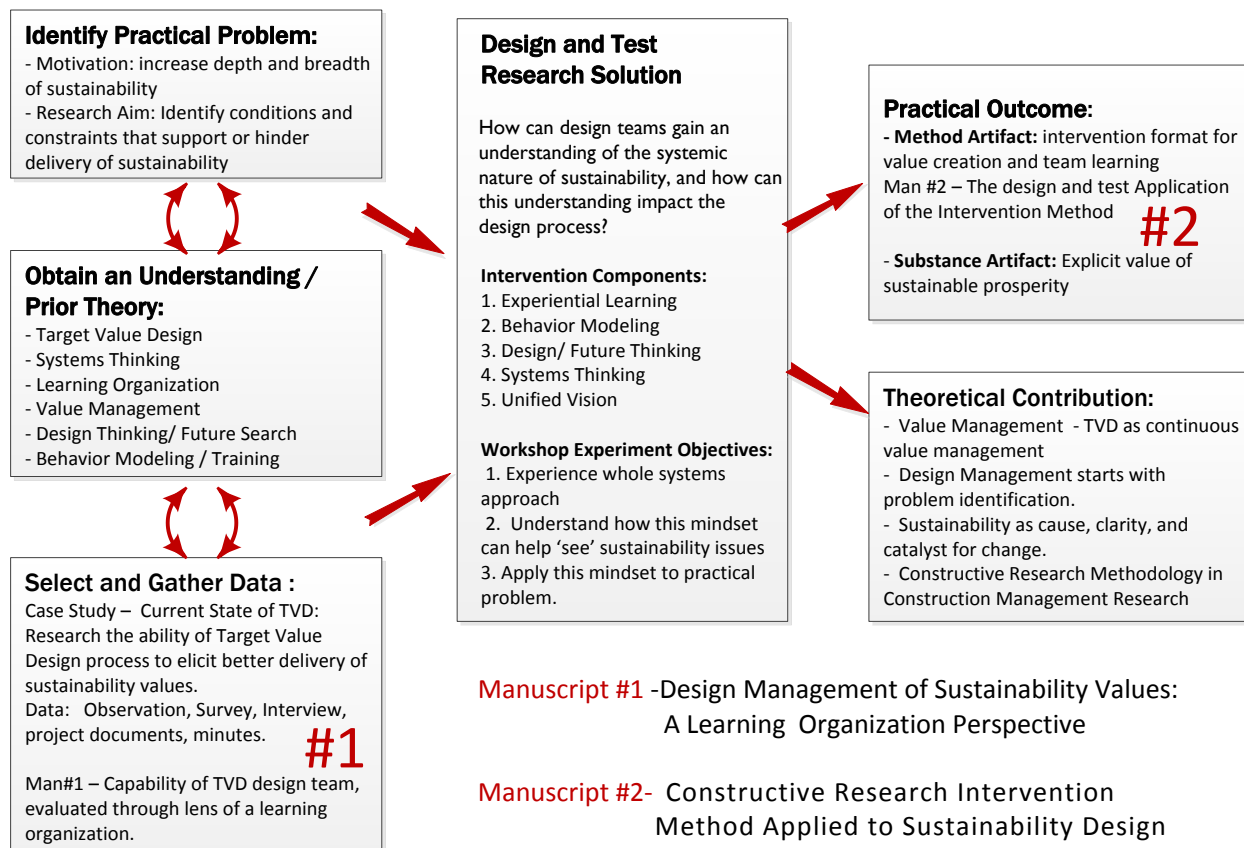 Identify Practical Problem:
- Motivation: increase depth and breadth
of sustainability
- Research Aim: Identify conditions and
constraints that support or hinder
delivery of sustainability
Obtain an Understanding /
Prior Theory:
- Target Value Design
- Systems Thinking
- Learning Organization
- Value Management
- Design Thinking/ Future Search
- Behavior Modeling / Training
Select and Gather Data :
Case Study – Current State of TVD:
Research the ability of Target Value
Design process to elicit better delivery of
sustainability values.
Data: Observation, Survey, Interview,
project documents, minutes.
#1
Man#1 – Capability of TVD design team,
evaluated through lens of a learning
organization.
Design and Test
Research Solution
How can design teams gain an
understanding of the systemic
nature of sustainability, and how can
this understanding impact the
design process?
Intervention Components:
1. Experiential Learning
2. Behavior Modeling
3. Design/ Future Thinking
4. Systems Thinking
5. Unified Vision
Workshop Experiment Objectives:
1. Experience whole systems
approach
2. Understand how this mindset
can help ‘see’ sustainability issues
3. Apply this mindset to practical
problem.
Practical Outcome:
- Method Artifact: intervention format for
value creation and team learning
Man #2 – The design and test Application
of the Intervention Method
#2
- Substance Artifact: Explicit value of
sustainable prosperity
Theoretical Contribution:
- Value Management - TVD as continuous
value management
- Design Management starts with
problem identification.
- Sustainability as cause, clarity, and
catalyst for change.
- Constructive Research Methodology in
Construction Management Research
Manuscript #1 -Design Management of Sustainability Values:
A Learning Organization Perspective
Manuscript #2- Constructive Research Intervention
Method Applied to Sustainability Design